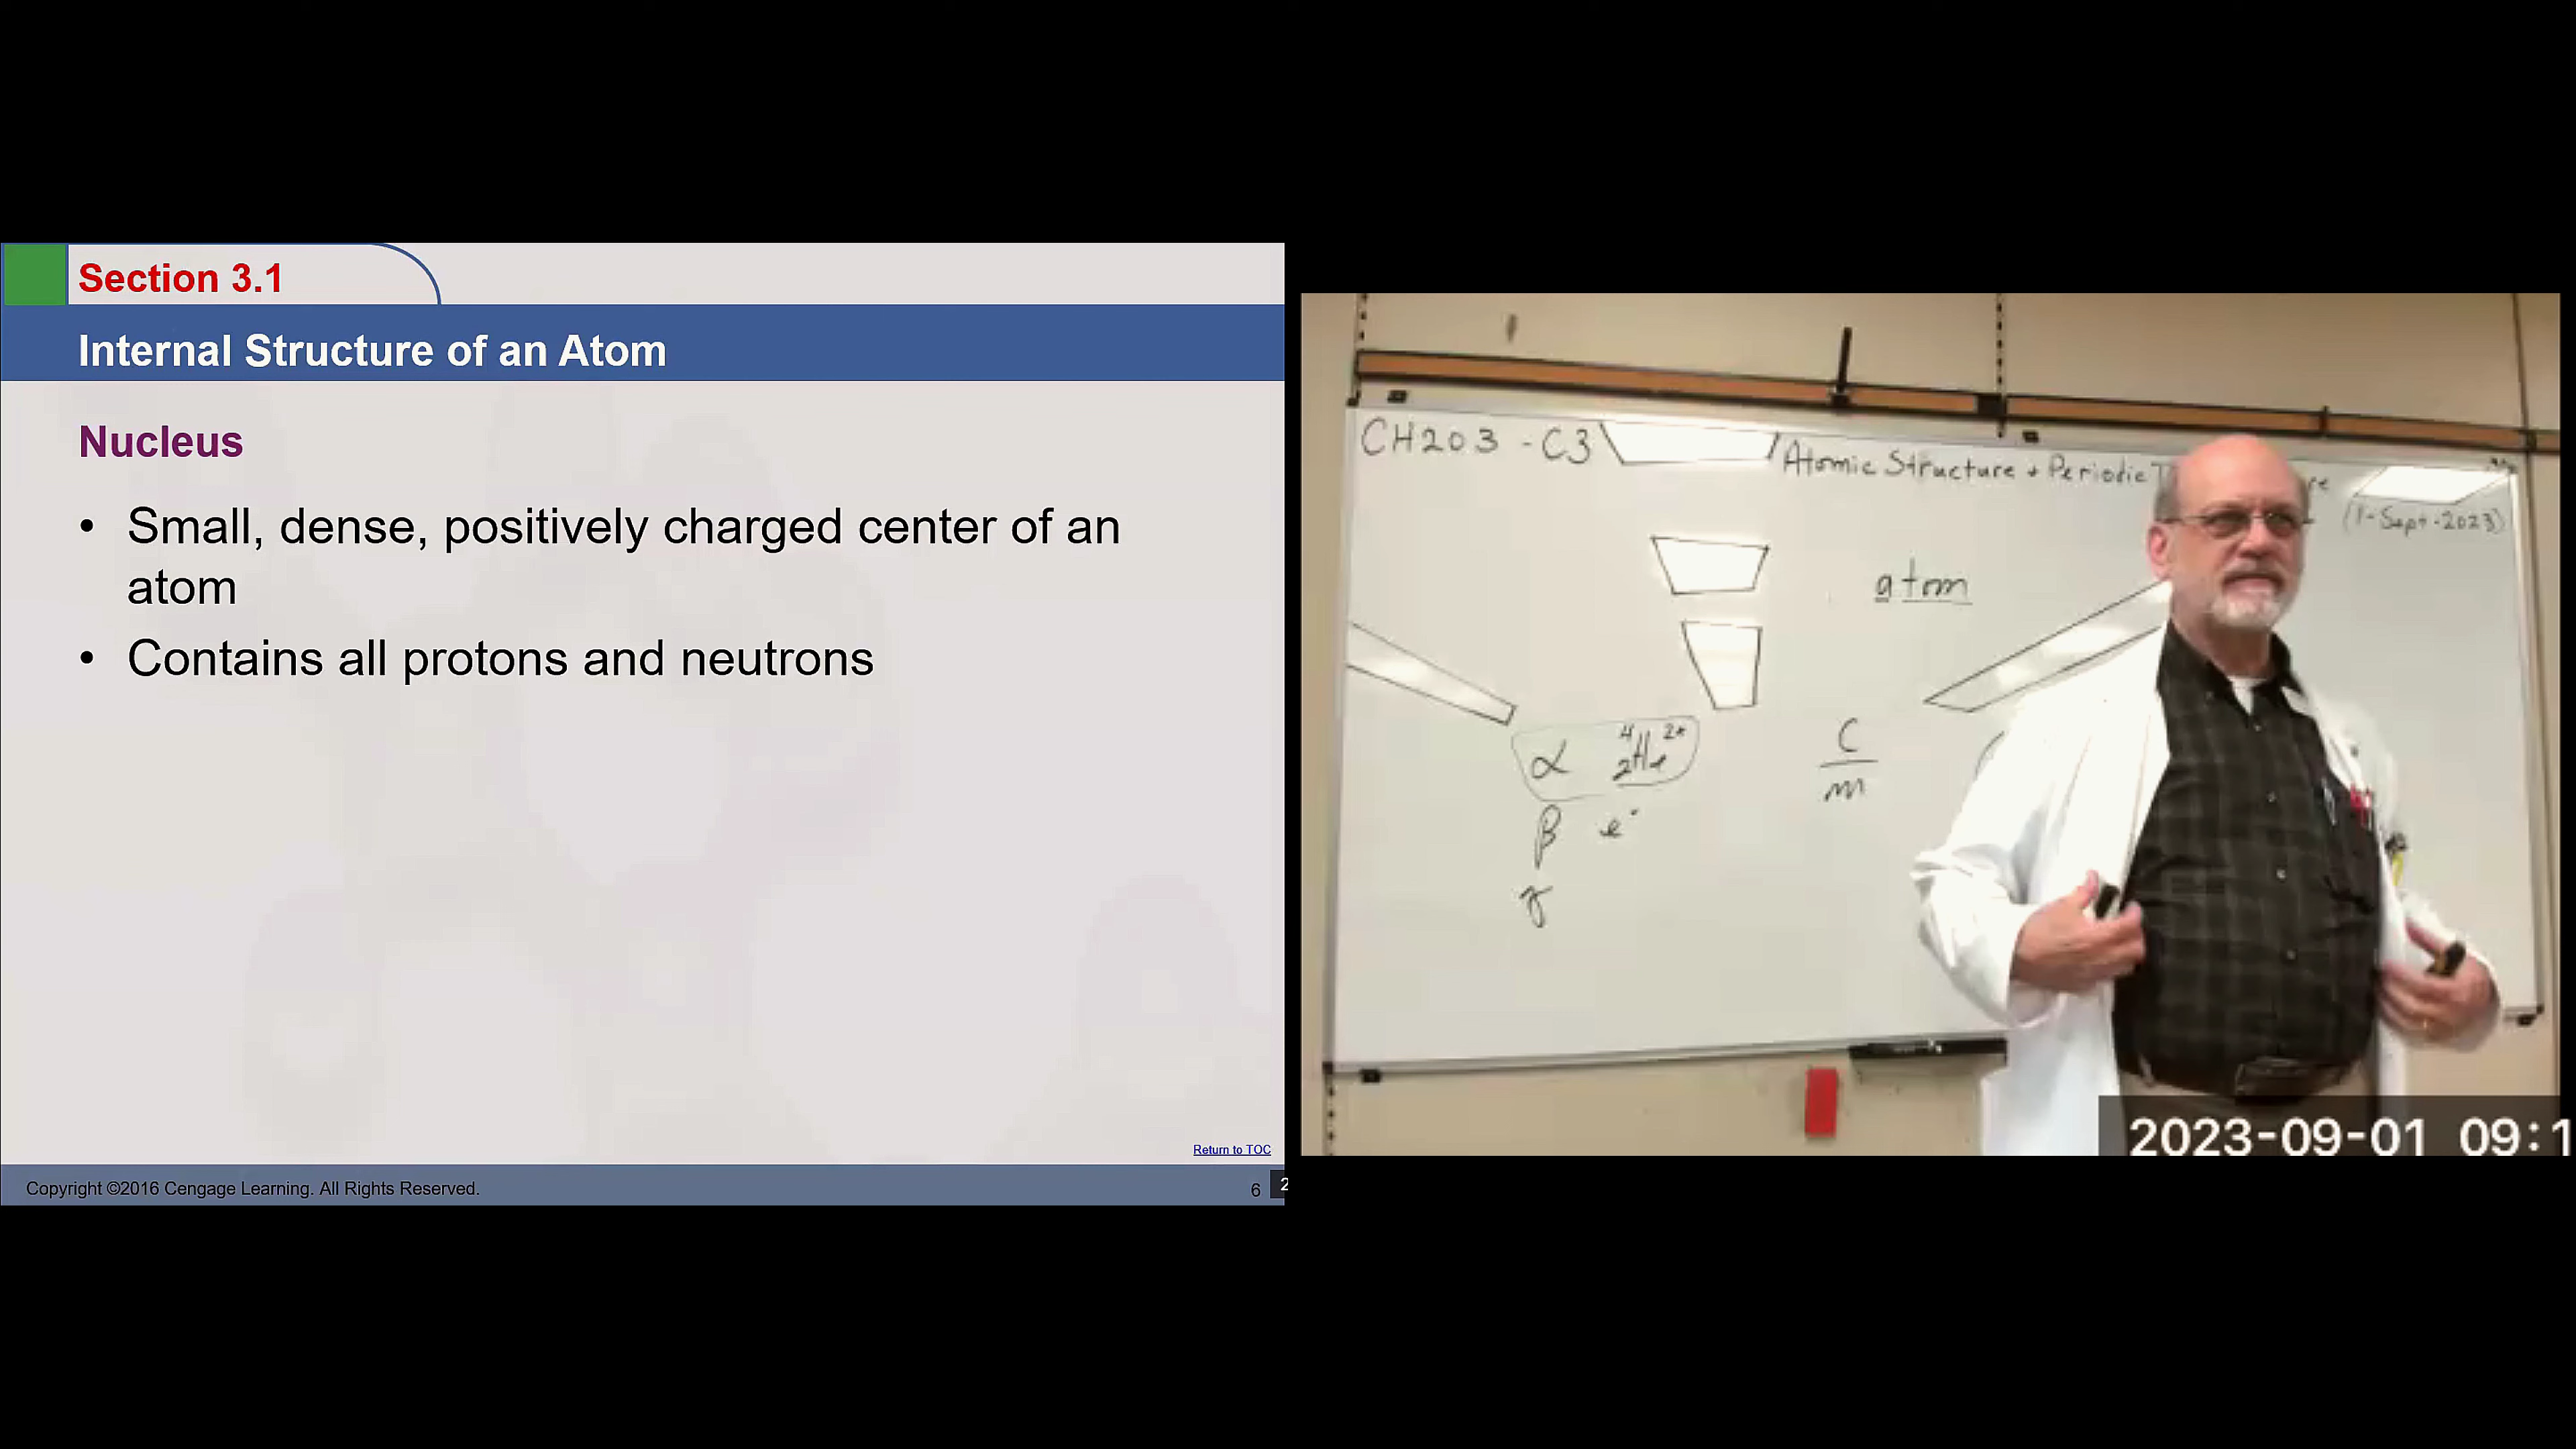 Section 3.1
Internal Structure of an Atom
Nucleus
• Small, dense, positively charged center of an
atom
• Contains all protons and neutrons
Return to TOC
Copyright ©2016 Cengage Learning. All Rights Reserved.
6
2
CH203 - C3
Atomic Structure + Periodic
(1-Sept-2023)
atom
α ⁴₂He²⁺
β e⁻
γ
C
m
2023-09-01 09:1